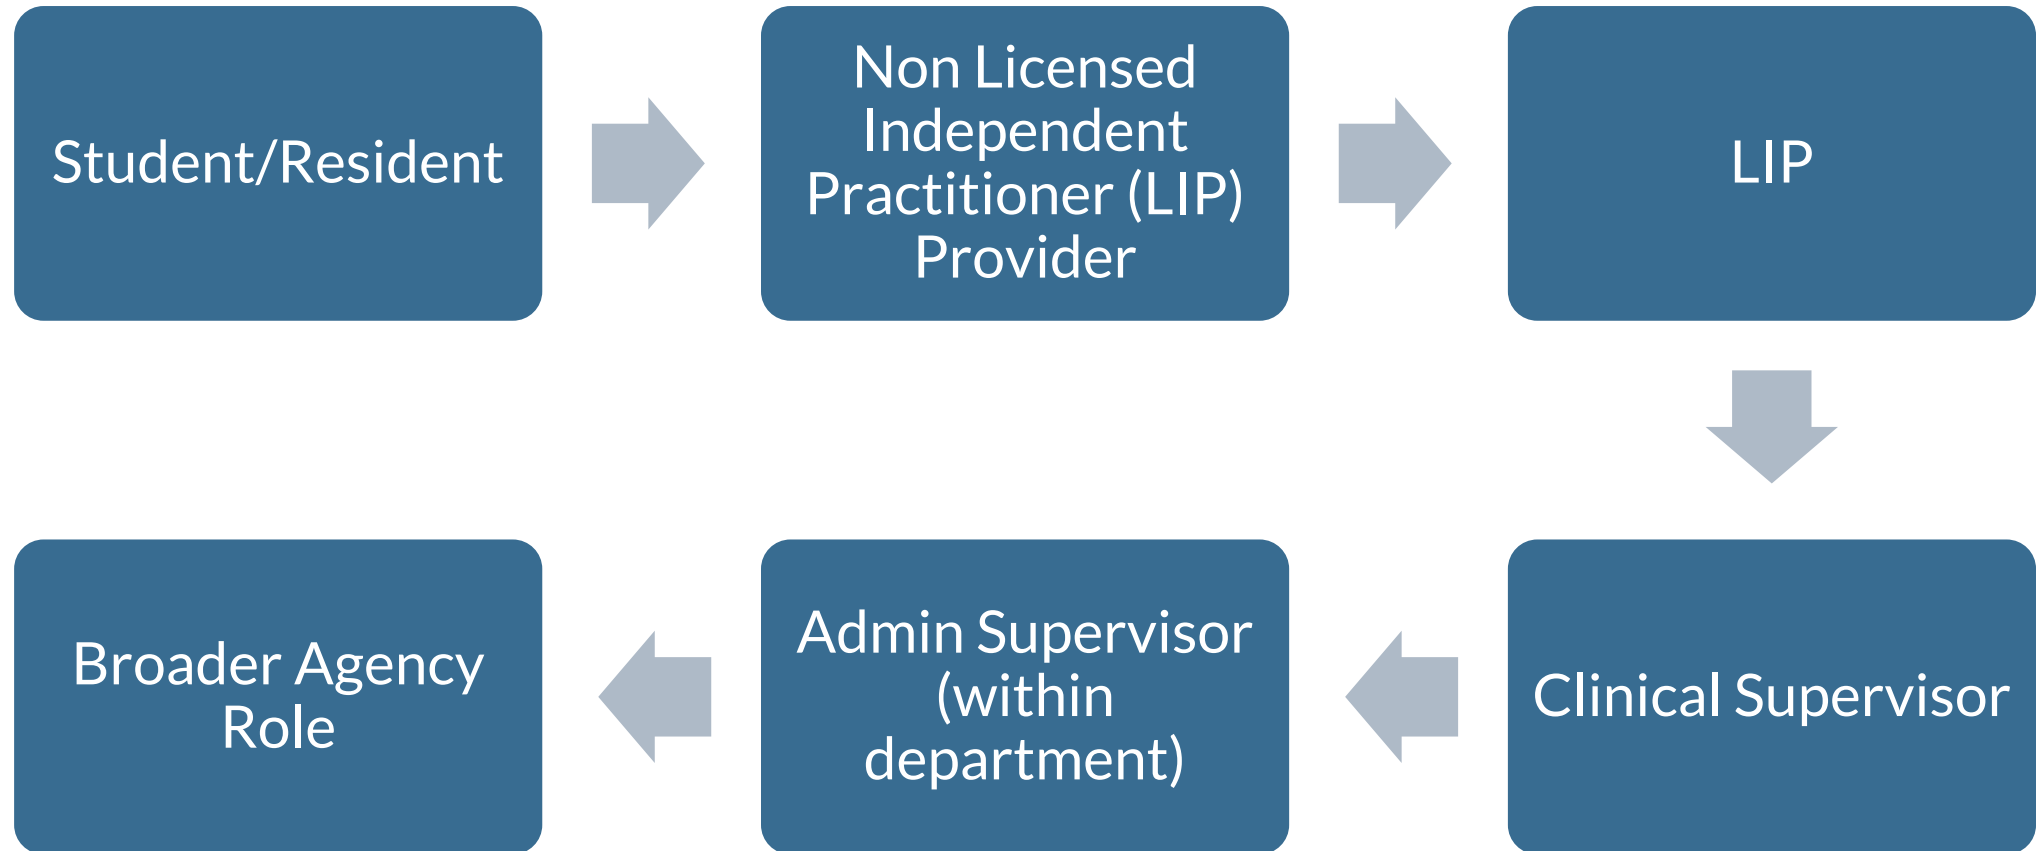 Student/Resident
Non Licensed
Independent
Practitioner (LIP)
Provider
LIP
Clinical Supervisor
Admin Supervisor
(within
department)
Broader Agency
Role